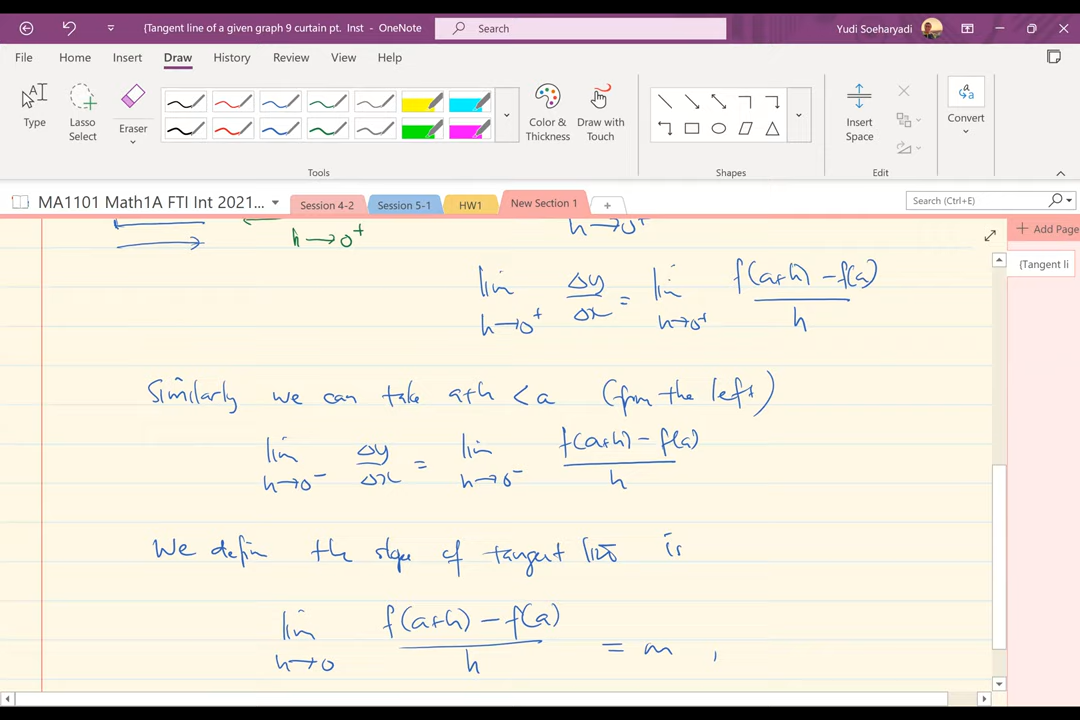 {Tangent line of a given graph 9 curtain pt. Inst - OneNote
Search
Yudi Soeharyadi
File Home Insert Draw History Review View Help
Type
Lasso Select
Eraser
Color & Thickness
Draw with Touch
Insert Space
Convert
Tools
Shapes
Edit
MA1101 Math1A FTI Int 2021...
Session 4-2
Session 5-1
HW1
New Section 1
+
Search (Ctrl+E)
+ Add Page
{Tangent li
h→0⁺
h→0⁺
lim h→0⁺ Δy/Δx = lim h→0⁺ (f(a+h) - f(a))/h
Similarly we can take a+h < a (from the left)
lim h→0⁻ Δy/Δx = lim h→0⁻ (f(a+h) - f(a))/h
We define the slope of tangent line is
lim h→0 (f(a+h) - f(a))/h = m ,